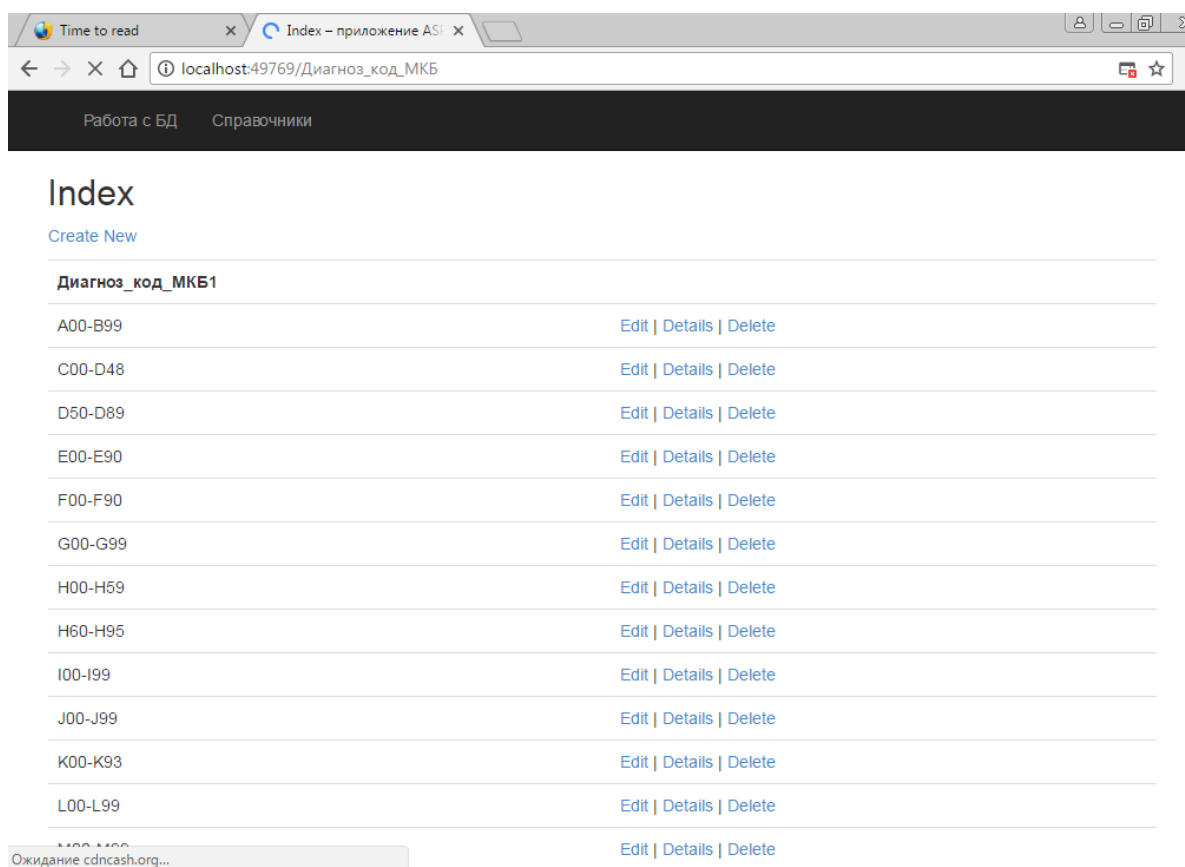 Time to read
Index – приложение AS
localhost:49769/Диагноз_код_МКБ
Работа с БД Справочники
Index
Create New
Диагноз_код_МКБ1
A00-B99 Edit | Details | Delete
C00-D48 Edit | Details | Delete
D50-D89 Edit | Details | Delete
E00-E90 Edit | Details | Delete
F00-F90 Edit | Details | Delete
G00-G99 Edit | Details | Delete
H00-H59 Edit | Details | Delete
H60-H95 Edit | Details | Delete
I00-I99 Edit | Details | Delete
J00-J99 Edit | Details | Delete
K00-K93 Edit | Details | Delete
L00-L99 Edit | Details | Delete
Edit | Details | Delete
Ожидание cdncash.org...